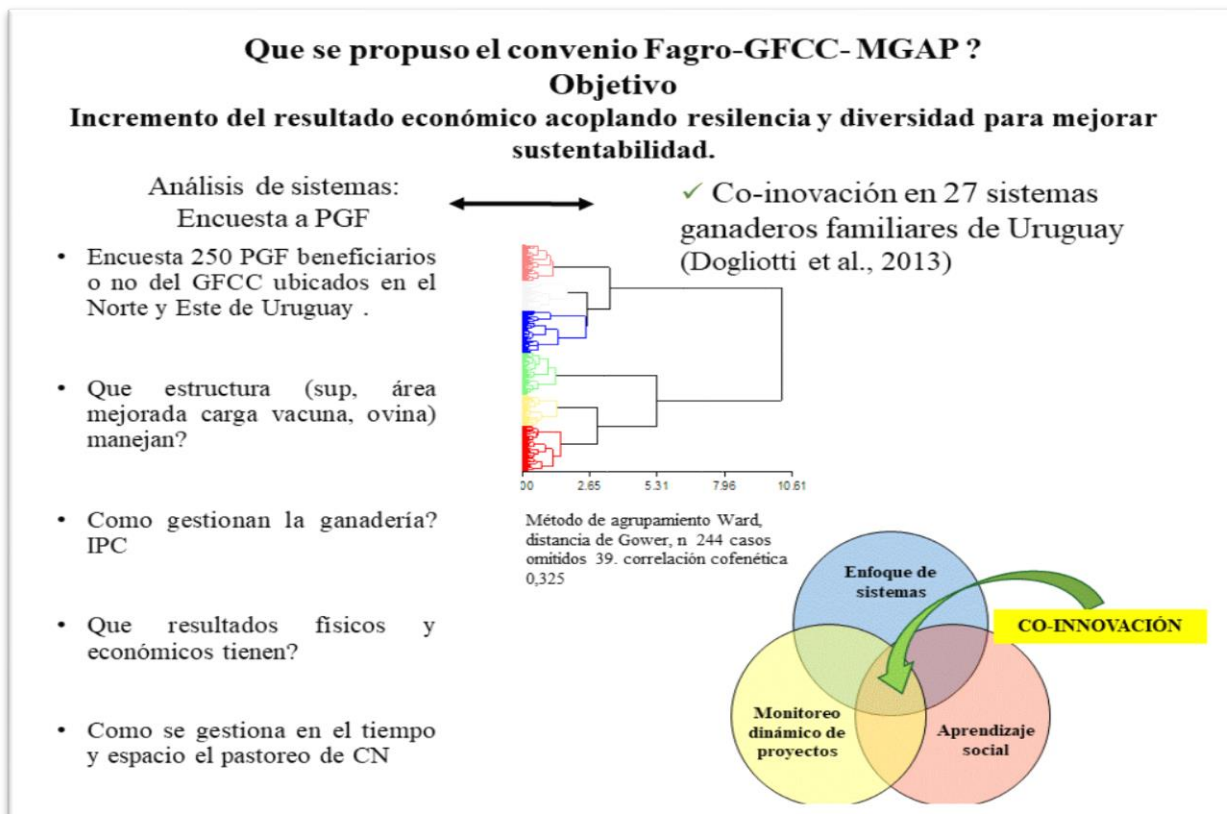 Que se propuso el convenio Fagro-GFCC- MGAP ?
Objetivo
Incremento del resultado económico acoplando resilencia y diversidad para mejorar
sustentabilidad.
Análisis de sistemas:
Encuesta a PGF
• Encuesta 250 PGF beneficiarios
o no del GFCC ubicados en el
Norte y Este de Uruguay .
• Que estructura (sup, área
mejorada carga vacuna, ovina)
manejan?
• Como gestionan la ganadería?
IPC
• Que resultados físicos y
económicos tienen?
• Como se gestiona en el tiempo
y espacio el pastoreo de CN
✓ Co-inovación en 27 sistemas
ganaderos familiares de Uruguay
(Dogliotti et al., 2013)
00 2.65 5.31 7.96 10.61
Método de agrupamiento Ward,
distancia de Gower, n 244 casos
omitidos 39. correlación cofenética
0,325
Enfoque de
sistemas
CO-INNOVACIÓN
Monitoreo
dinámico de
proyectos
Aprendizaje
social